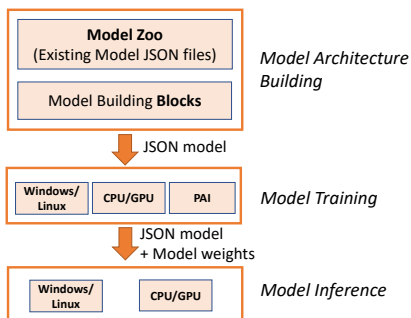 Model Zoo
(Existing Model JSON files)
Model Building Blocks
Model Architecture
Building
JSON model
Windows/
Linux
CPU/GPU
PAI
Model Training
JSON model
+ Model weights
Windows/
Linux
CPU/GPU
Model Inference